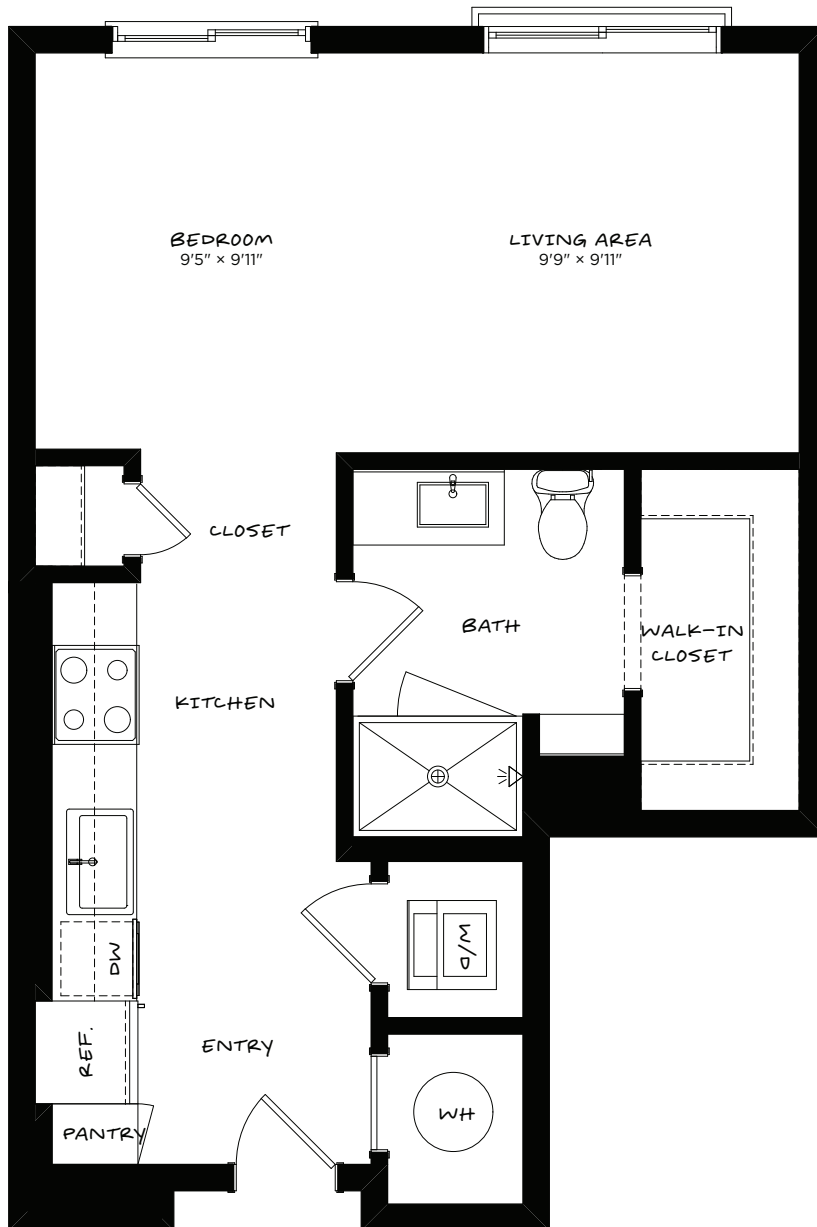 BEDROOM
9'5" × 9'11"
LIVING AREA
9'9" × 9'11"
CLOSET
BATH
WALK-IN
CLOSET
KITCHEN
W/D
DW
REF.
ENTRY
WH
PANTRY